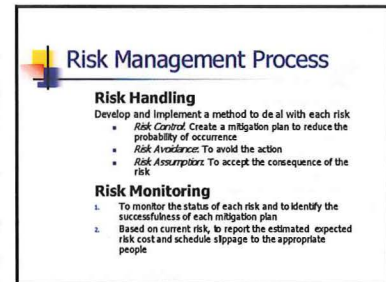 Risk Management Process
Risk Handling
Develop and implement a method to deal with each risk
▪ Risk Control: Create a mitigation plan to reduce the
probability of occurrence
▪ Risk Avoidance: To avoid the action
▪ Risk Assumption: To accept the consequence of the
risk
Risk Monitoring
1. To monitor the status of each risk and to identify the
successfulness of each mitigation plan
2. Based on current risk, to report the estimated expected
risk cost and schedule slippage to the appropriate
people